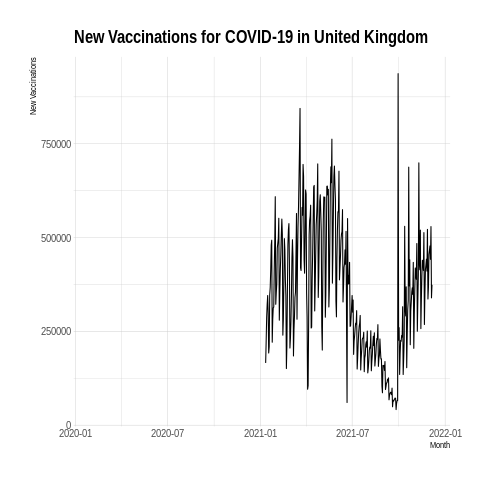 New Vaccinations for COVID-19 in United Kingdom
New Vaccinations
750000
500000
250000
0
2020-01 2020-07 2021-01 2021-07 2022-01
Month